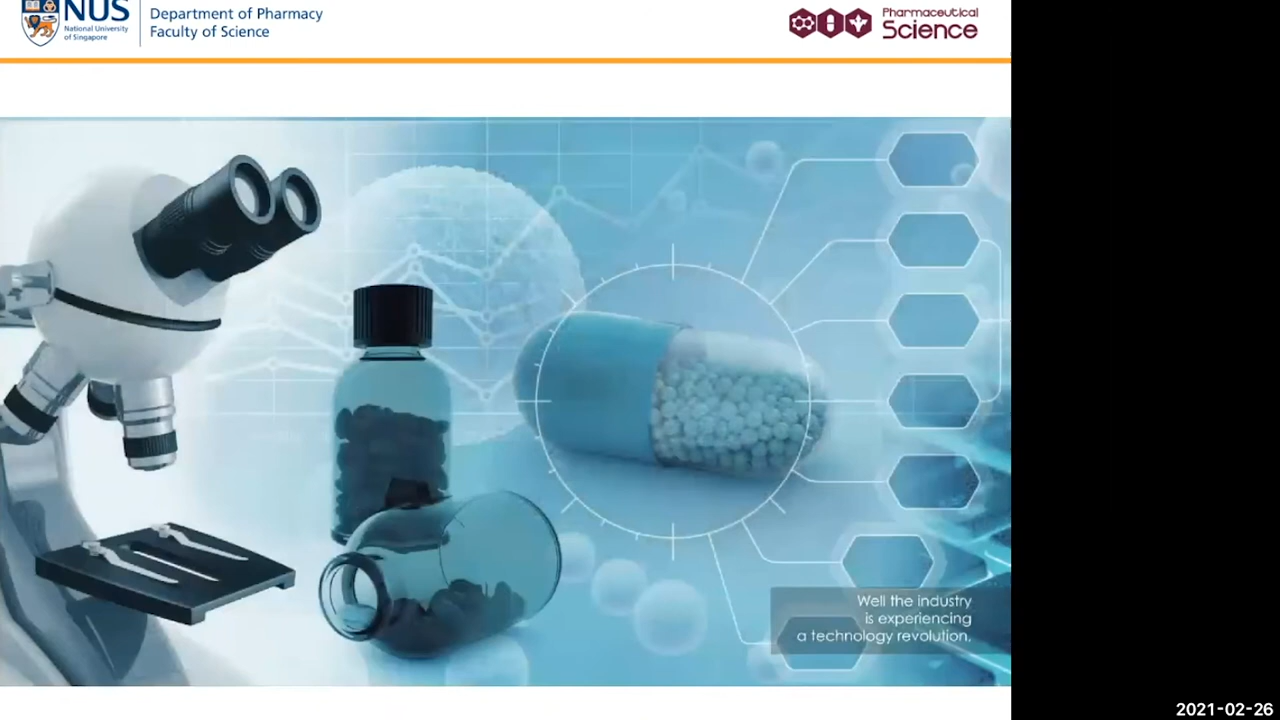 NUS
National University
of Singapore
Department of Pharmacy
Faculty of Science
Pharmaceutical
Science
Well the industry
is experiencing
a technology revolution.
2021-02-26